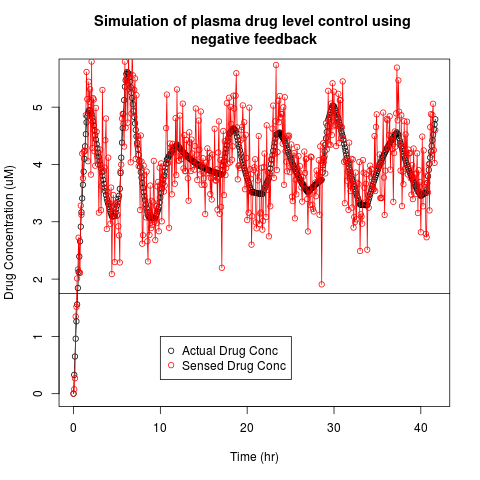 Simulation of plasma drug level control using
negative feedback
Drug Concentration (uM)
5
4
3
2
1
0
Actual Drug Conc
Sensed Drug Conc
0 10 20 30 40
Time (hr)